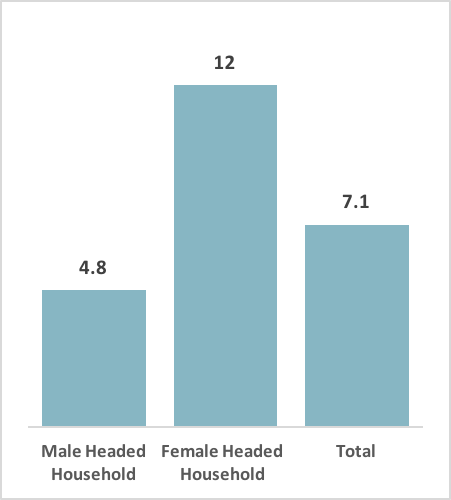 12
7.1
4.8
Male Headed Household
Female Headed Household
Total